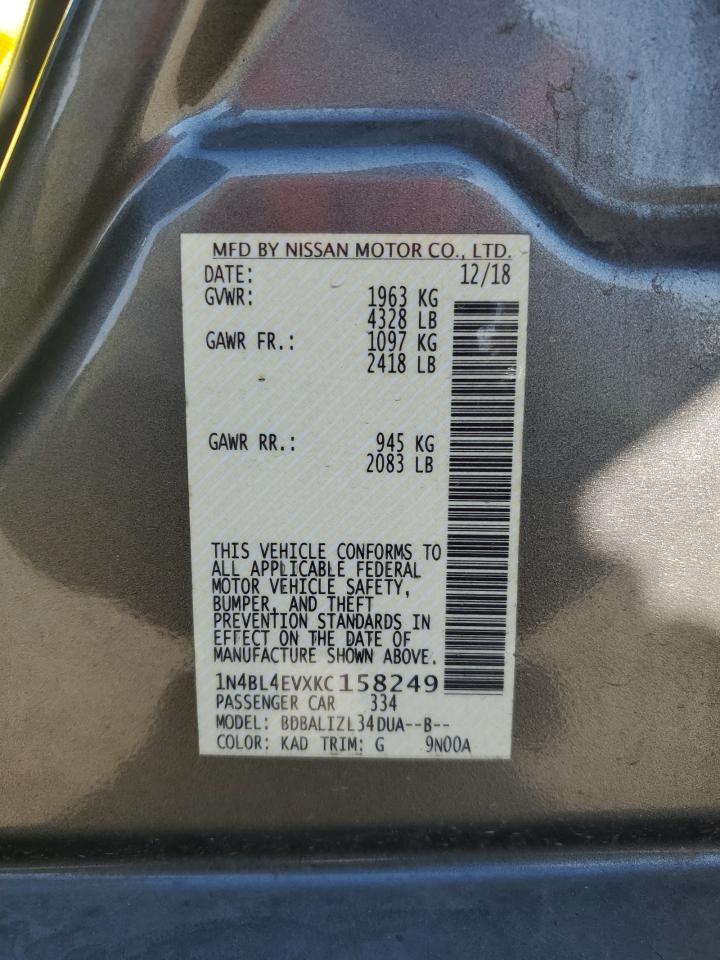 MFD BY NISSAN MOTOR CO., LTD.
DATE: 12/18
GVWR: 1963 KG
4328 LB
GAWR FR.: 1097 KG
2418 LB
GAWR RR.: 945 KG
2083 LB
THIS VEHICLE CONFORMS TO
ALL APPLICABLE FEDERAL
MOTOR VEHICLE SAFETY,
BUMPER, AND THEFT
PREVENTION STANDARDS IN
EFFECT ON THE DATE OF
MANUFACTURE SHOWN ABOVE.
1N4BL4EVXKC158249
PASSENGER CAR 334
MODEL: BDBALIZL34DUA--B--
COLOR: KAD TRIM: G 9N00A